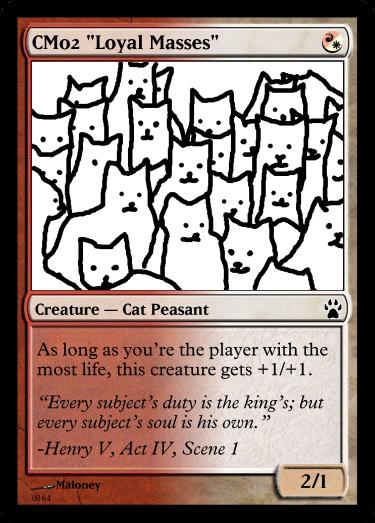 CM02 "Loyal Masses"
Creature — Cat Peasant
As long as you're the player with the
most life, this creature gets +1/+1.
"Every subject's duty is the king's; but
every subject's soul is his own."
-Henry V, Act IV, Scene 1
2/1
Maloney